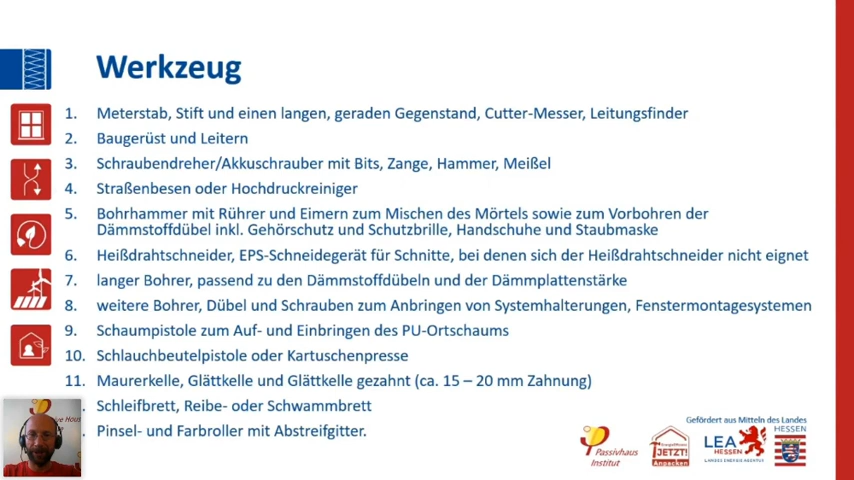 Werkzeug
1. Meterstab, Stift und einen langen, geraden Gegenstand, Cutter-Messer, Leitungsfinder
2. Baugerüst und Leitern
3. Schraubendreher/Akkuschrauber mit Bits, Zange, Hammer, Meißel
4. Straßenbesen oder Hochdruckreiniger
5. Bohrhammer mit Rührer und Eimern zum Mischen des Mörtels sowie zum Vorbohren der
Dämmstoffdübel inkl. Gehörschutz und Schutzbrille, Handschuhe und Staubmaske
6. Heißdrahtschneider, EPS-Schneidegerät für Schnitte, bei denen sich der Heißdrahtschneider nicht eignet
7. langer Bohrer, passend zu den Dämmstoffdübeln und der Dämmplattenstärke
8. weitere Bohrer, Dübel und Schrauben zum Anbringen von Systemhalterungen, Fenstermontagesystemen
9. Schaumpistole zum Auf- und Einbringen des PU-Ortschaums
10. Schlauchbeutelpistole oder Kartuschenpresse
11. Maurerkelle, Glättkelle und Glättkelle gezahnt (ca. 15 – 20 mm Zahnung)
. Schleifbrett, Reibe- oder Schwammbrett
. Pinsel- und Farbroller mit Abstreifgitter.
Gefördert aus Mitteln des Landes
HESSEN
Passivhaus
Institut
JETZT!
Anpacken
LEA
HESSEN
LANDES ENERGIE AGENTUR